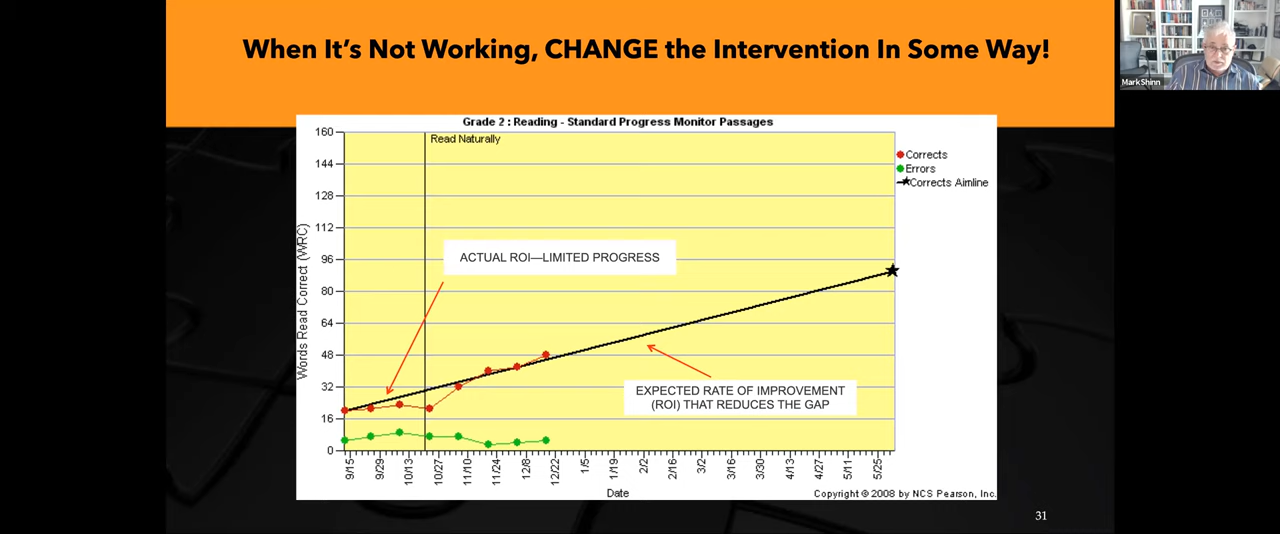 When It's Not Working, CHANGE the Intervention In Some Way!
MarkShinn
Grade 2 : Reading - Standard Progress Monitor Passages
160
144
128
112
96
80
64
48
32
16
0
Words Read Correct (WRC)
Read Naturally
Corrects
Errors
Corrects Aimline
ACTUAL ROI—LIMITED PROGRESS
EXPECTED RATE OF IMPROVEMENT
(ROI) THAT REDUCES THE GAP
9/15
9/29
10/13
10/27
11/10
11/24
12/8
12/22
1/5
1/19
2/2
2/16
3/2
3/16
3/30
4/13
4/27
5/11
5/25
Date
Copyright © 2008 by NCS Pearson, Inc.
31